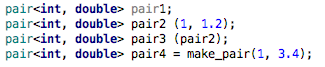 pair<int, double> pair1;
pair<int, double> pair2 (1, 1.2);
pair<int, double> pair3 (pair2);
pair<int, double> pair4 = make_pair(1, 3.4);